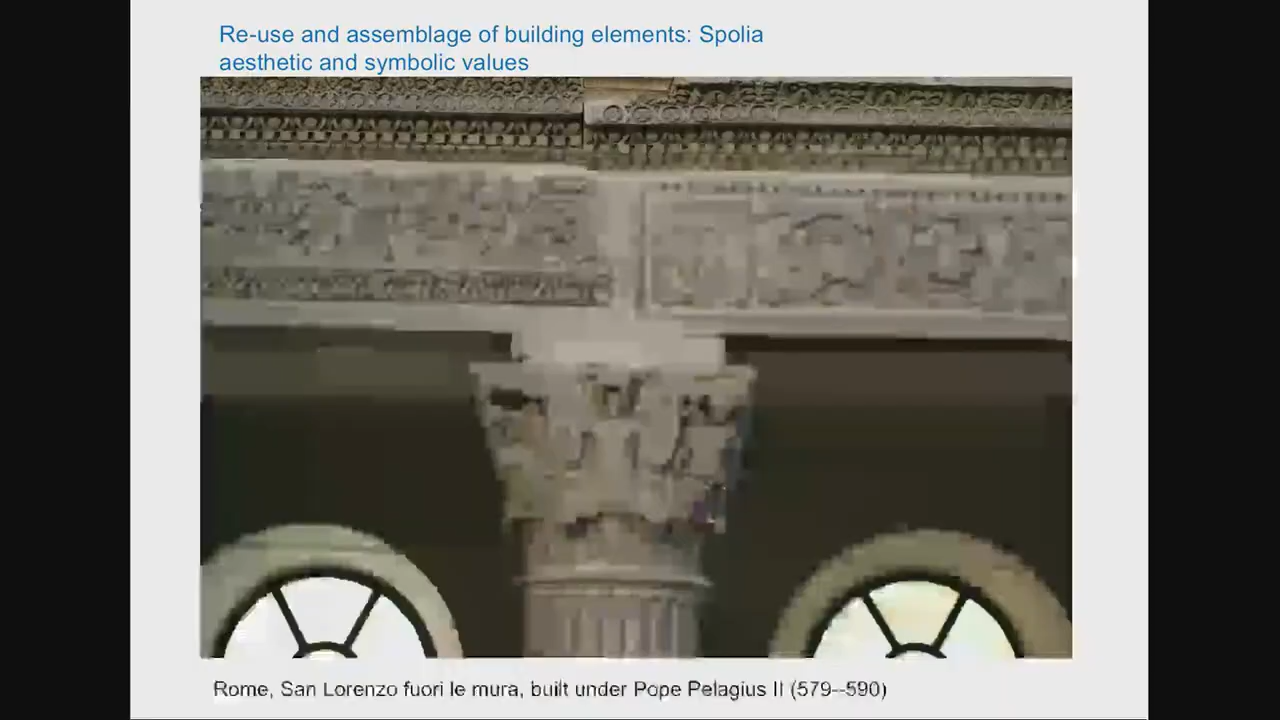 Re-use and assemblage of building elements: Spolia
aesthetic and symbolic values
Rome, San Lorenzo fuori le mura, built under Pope Pelagius II (579--590)